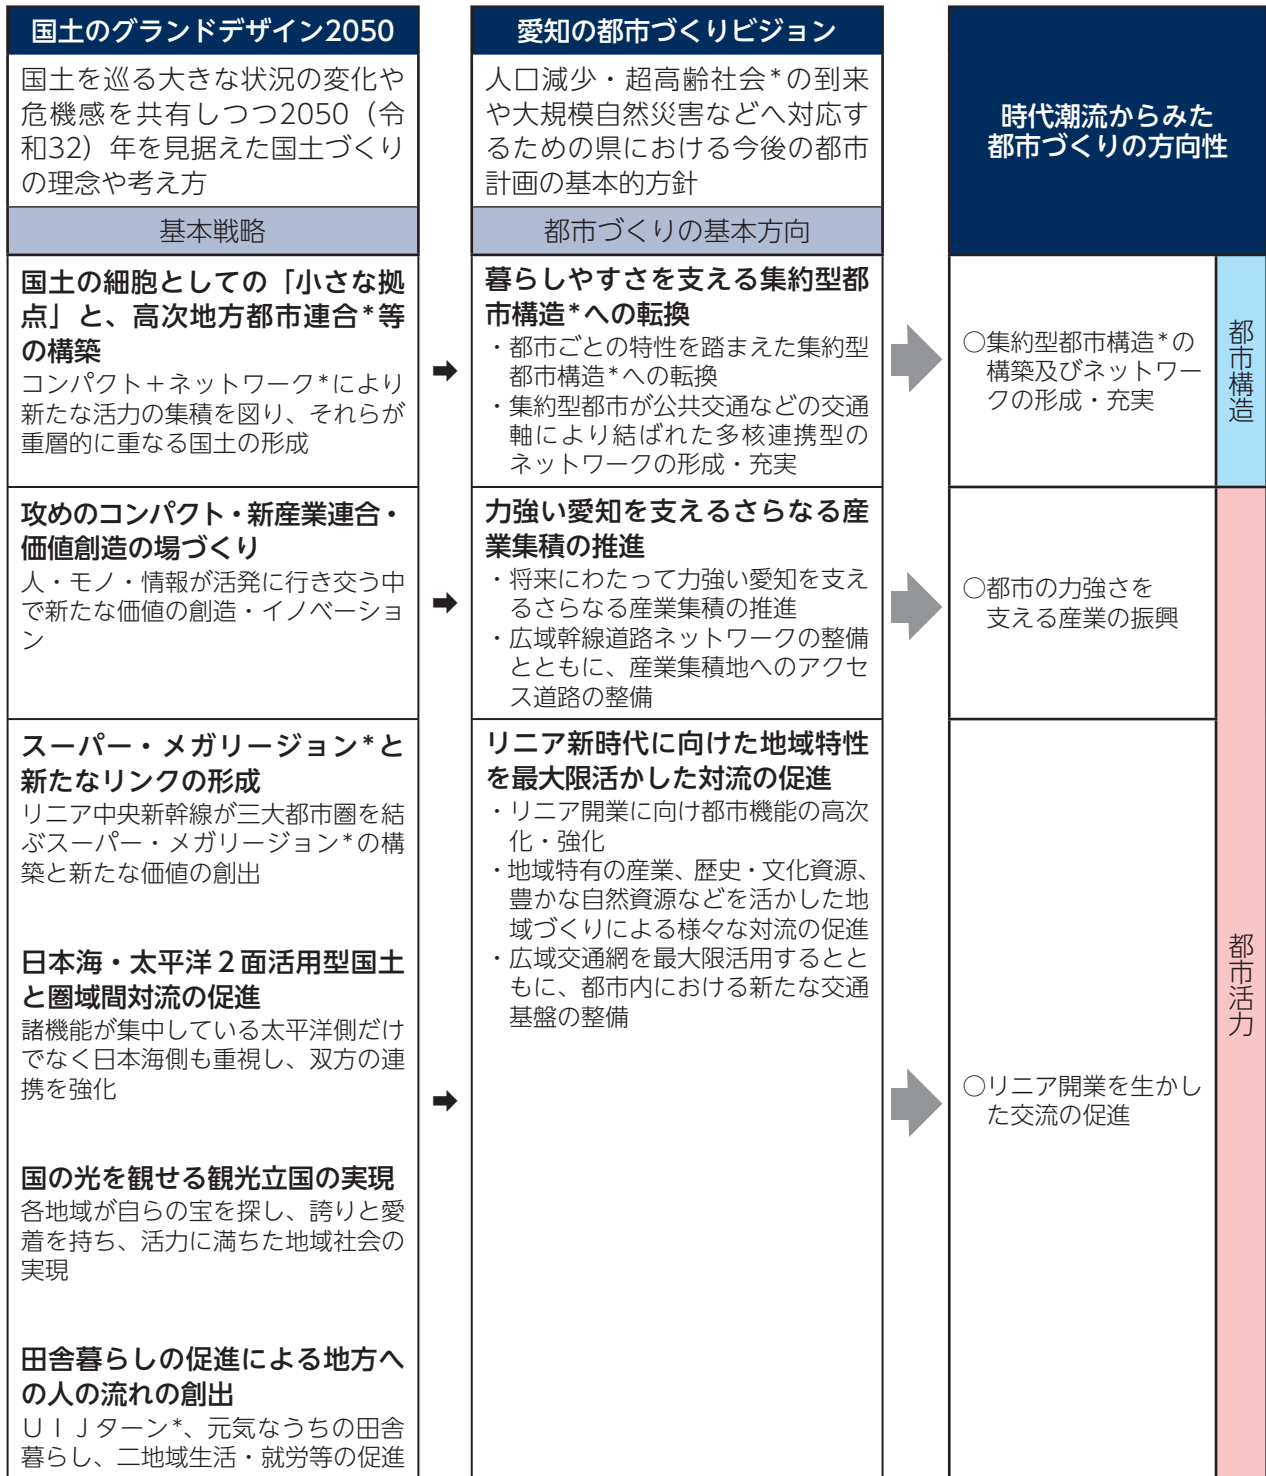 国土のグランドデザイン2050
国土を巡る大きな状況の変化や
危機感を共有しつつ2050（令
和32）年を見据えた国土づくり
の理念や考え方
基本戦略
国土の細胞としての「小さな拠
点」と、高次地方都市連合*等
の構築
コンパクト＋ネットワーク*により
新たな活力の集積を図り、それらが
重層的に重なる国土の形成
攻めのコンパクト・新産業連合・
価値創造の場づくり
人・モノ・情報が活発に行き交う中
で新たな価値の創造・イノベーショ
ン
スーパー・メガリージョン*と
新たなリンクの形成
リニア中央新幹線が三大都市圏を結
ぶスーパー・メガリージョン*の構
築と新たな価値の創出
日本海・太平洋２面活用型国土
と圏域間対流の促進
諸機能が集中している太平洋側だけ
でなく日本海側も重視し、双方の連
携を強化
国の光を観せる観光立国の実現
各地域が自らの宝を探し、誇りと愛
着を持ち、活力に満ちた地域社会の
実現
田舎暮らしの促進による地方へ
の人の流れの創出
ＵＩＪターン*、元気なうちの田舎
暮らし、二地域生活・就労等の促進
愛知の都市づくりビジョン
人口減少・超高齢社会*の到来
や大規模自然災害などへ対応す
るための県における今後の都市
計画の基本的方針
都市づくりの基本方向
暮らしやすさを支える集約型都
市構造*への転換
・都市ごとの特性を踏まえた集約型
都市構造*への転換
・集約型都市が公共交通などの交通
軸により結ばれた多核連携型の
ネットワークの形成・充実
力強い愛知を支えるさらなる産
業集積の推進
・将来にわたって力強い愛知を支え
るさらなる産業集積の推進
・広域幹線道路ネットワークの整備
とともに、産業集積地へのアクセ
ス道路の整備
リニア新時代に向けた地域特性
を最大限活かした対流の促進
・リニア開業に向け都市機能の高次
化・強化
・地域特有の産業、歴史・文化資源、
豊かな自然資源などを活かした地
域づくりによる様々な対流の促進
・広域交通網を最大限活用するとと
もに、都市内における新たな交通
基盤の整備
時代潮流からみた
都市づくりの方向性
○集約型都市構造*の
構築及びネットワー
クの形成・充実
都市構造
○都市の力強さを
支える産業の振興
○リニア開業を生かし
た交流の促進
都市活力